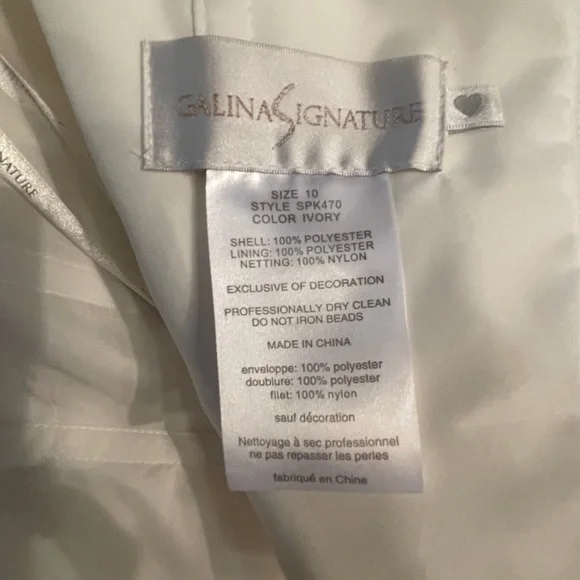 GALINA SIGNATURE
SIZE 10
STYLE SPK470
COLOR IVORY
SHELL: 100% POLYESTER
LINING: 100% POLYESTER
NETTING: 100% NYLON
EXCLUSIVE OF DECORATION
PROFESSIONALLY DRY CLEAN
DO NOT IRON BEADS
MADE IN CHINA
enveloppe: 100% polyester
doublure: 100% polyester
filet: 100% nylon
sauf décoration
Nettoyage à sec professionnel
ne pas repasser les perles
fabriqué en Chine
NATURE